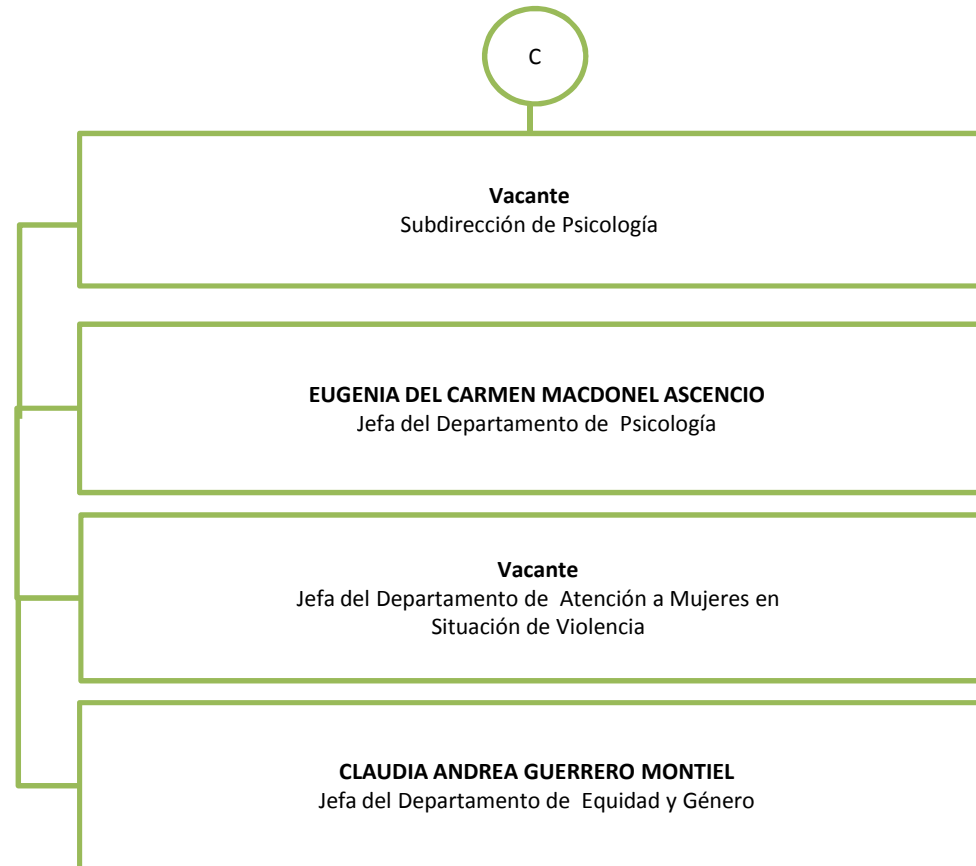 C
Vacante
Subdirección de Psicología
EUGENIA DEL CARMEN MACDONEL ASCENCIO
Jefa del Departamento de  Psicología
Vacante
Jefa del Departamento de  Atención a Mujeres en
Situación de Violencia
CLAUDIA ANDREA GUERRERO MONTIEL
Jefa del Departamento de  Equidad y Género